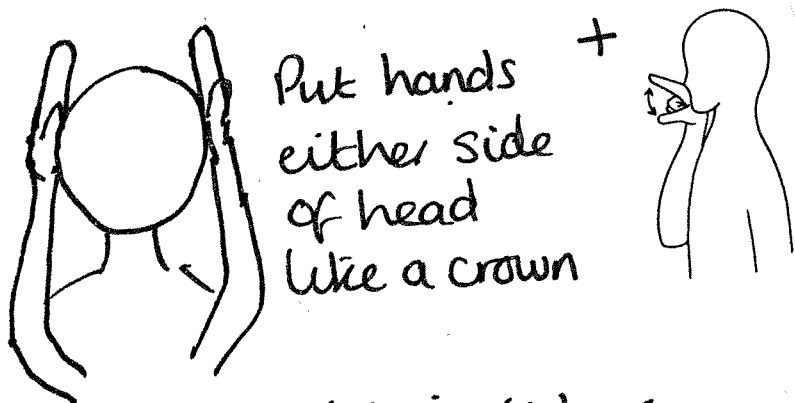 Put hands
+
either side
of head
like a crown